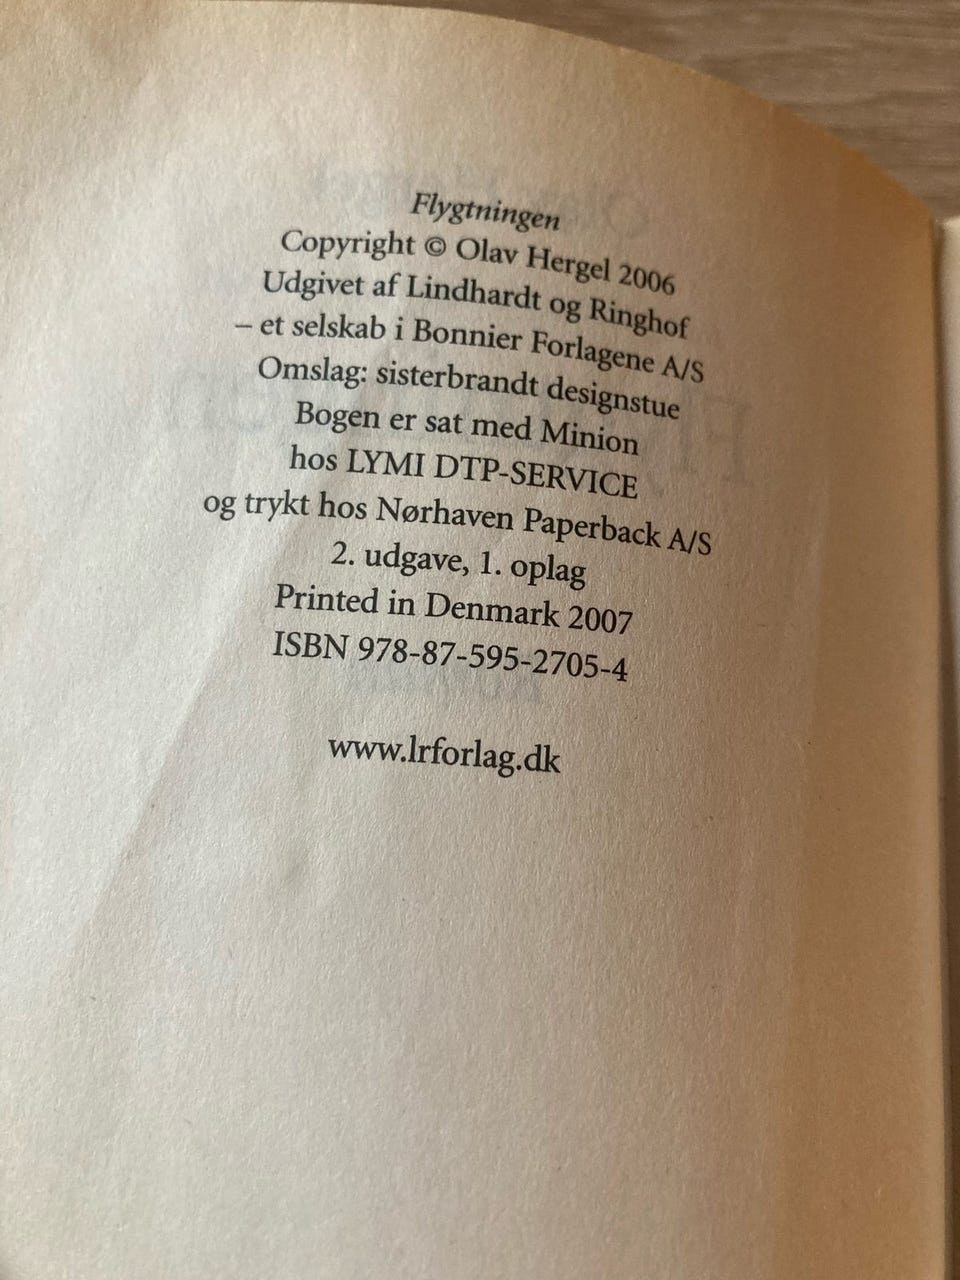 Flygtningen
Copyright © Olav Hergel 2006
Udgivet af Lindhardt og Ringhof
– et selskab i Bonnier Forlagene A/S
Omslag: sisterbrandt designstue
Bogen er sat med Minion
hos LYMI DTP-SERVICE
og trykt hos Nørhaven Paperback A/S
2. udgave, 1. oplag
Printed in Denmark 2007
ISBN 978-87-595-2705-4
www.lrforlag.dk